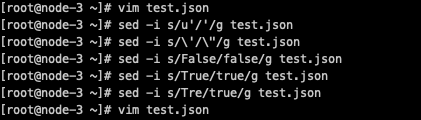 [root@node-3 ~]# vim test.json
[root@node-3 ~]# sed -i s/u'/'/g test.json
[root@node-3 ~]# sed -i s/\'/\"/g test.json
[root@node-3 ~]# sed -i s/False/false/g test.json
[root@node-3 ~]# sed -i s/True/true/g test.json
[root@node-3 ~]# sed -i s/Tre/true/g test.json
[root@node-3 ~]# vim test.json